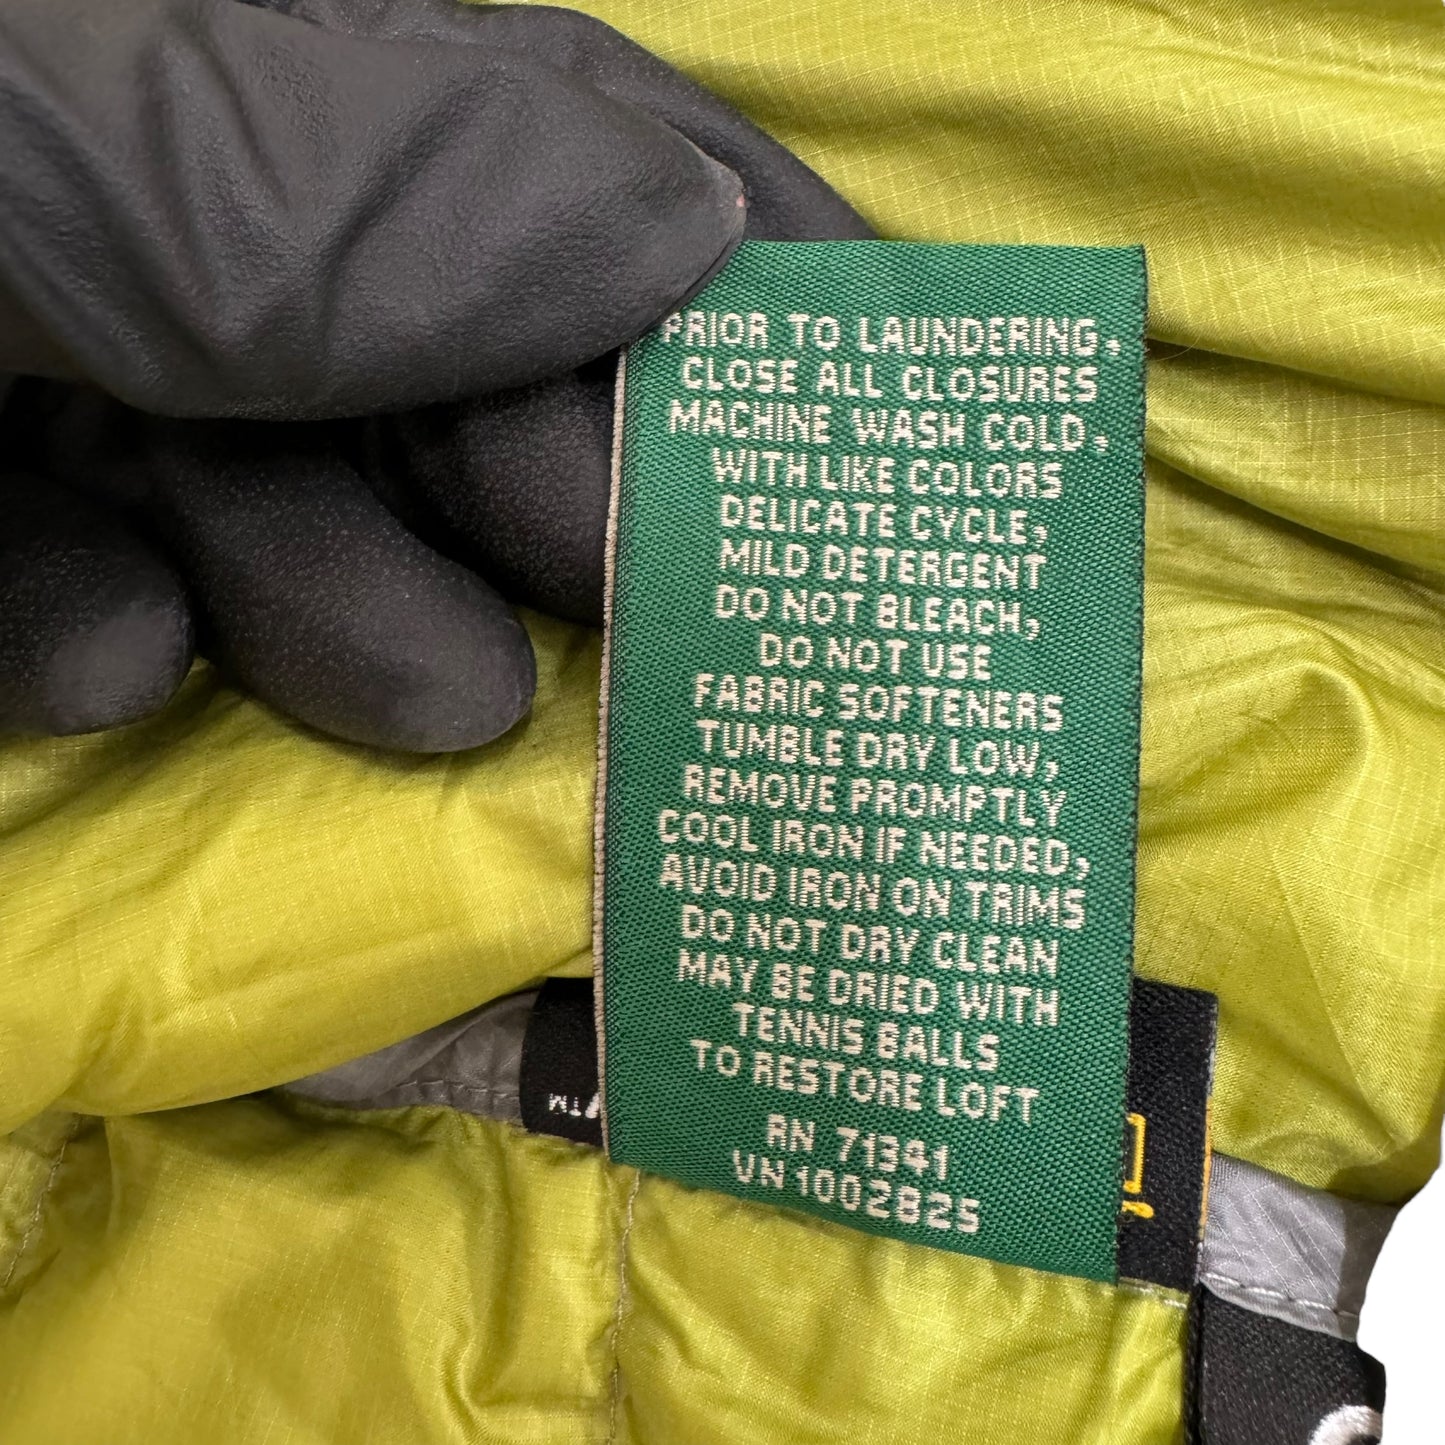 PRIOR TO LAUNDERING,
CLOSE ALL CLOSURES
MACHINE WASH COLD,
WITH LIKE COLORS
DELICATE CYCLE,
MILD DETERGENT
DO NOT BLEACH,
DO NOT USE
FABRIC SOFTENERS
TUMBLE DRY LOW,
REMOVE PROMPTLY
COOL IRON IF NEEDED,
AVOID IRON ON TRIMS
DO NOT DRY CLEAN
MAY BE DRIED WITH
TENNIS BALLS
TO RESTORE LOFT
RN 71341
VN 1002825
TM